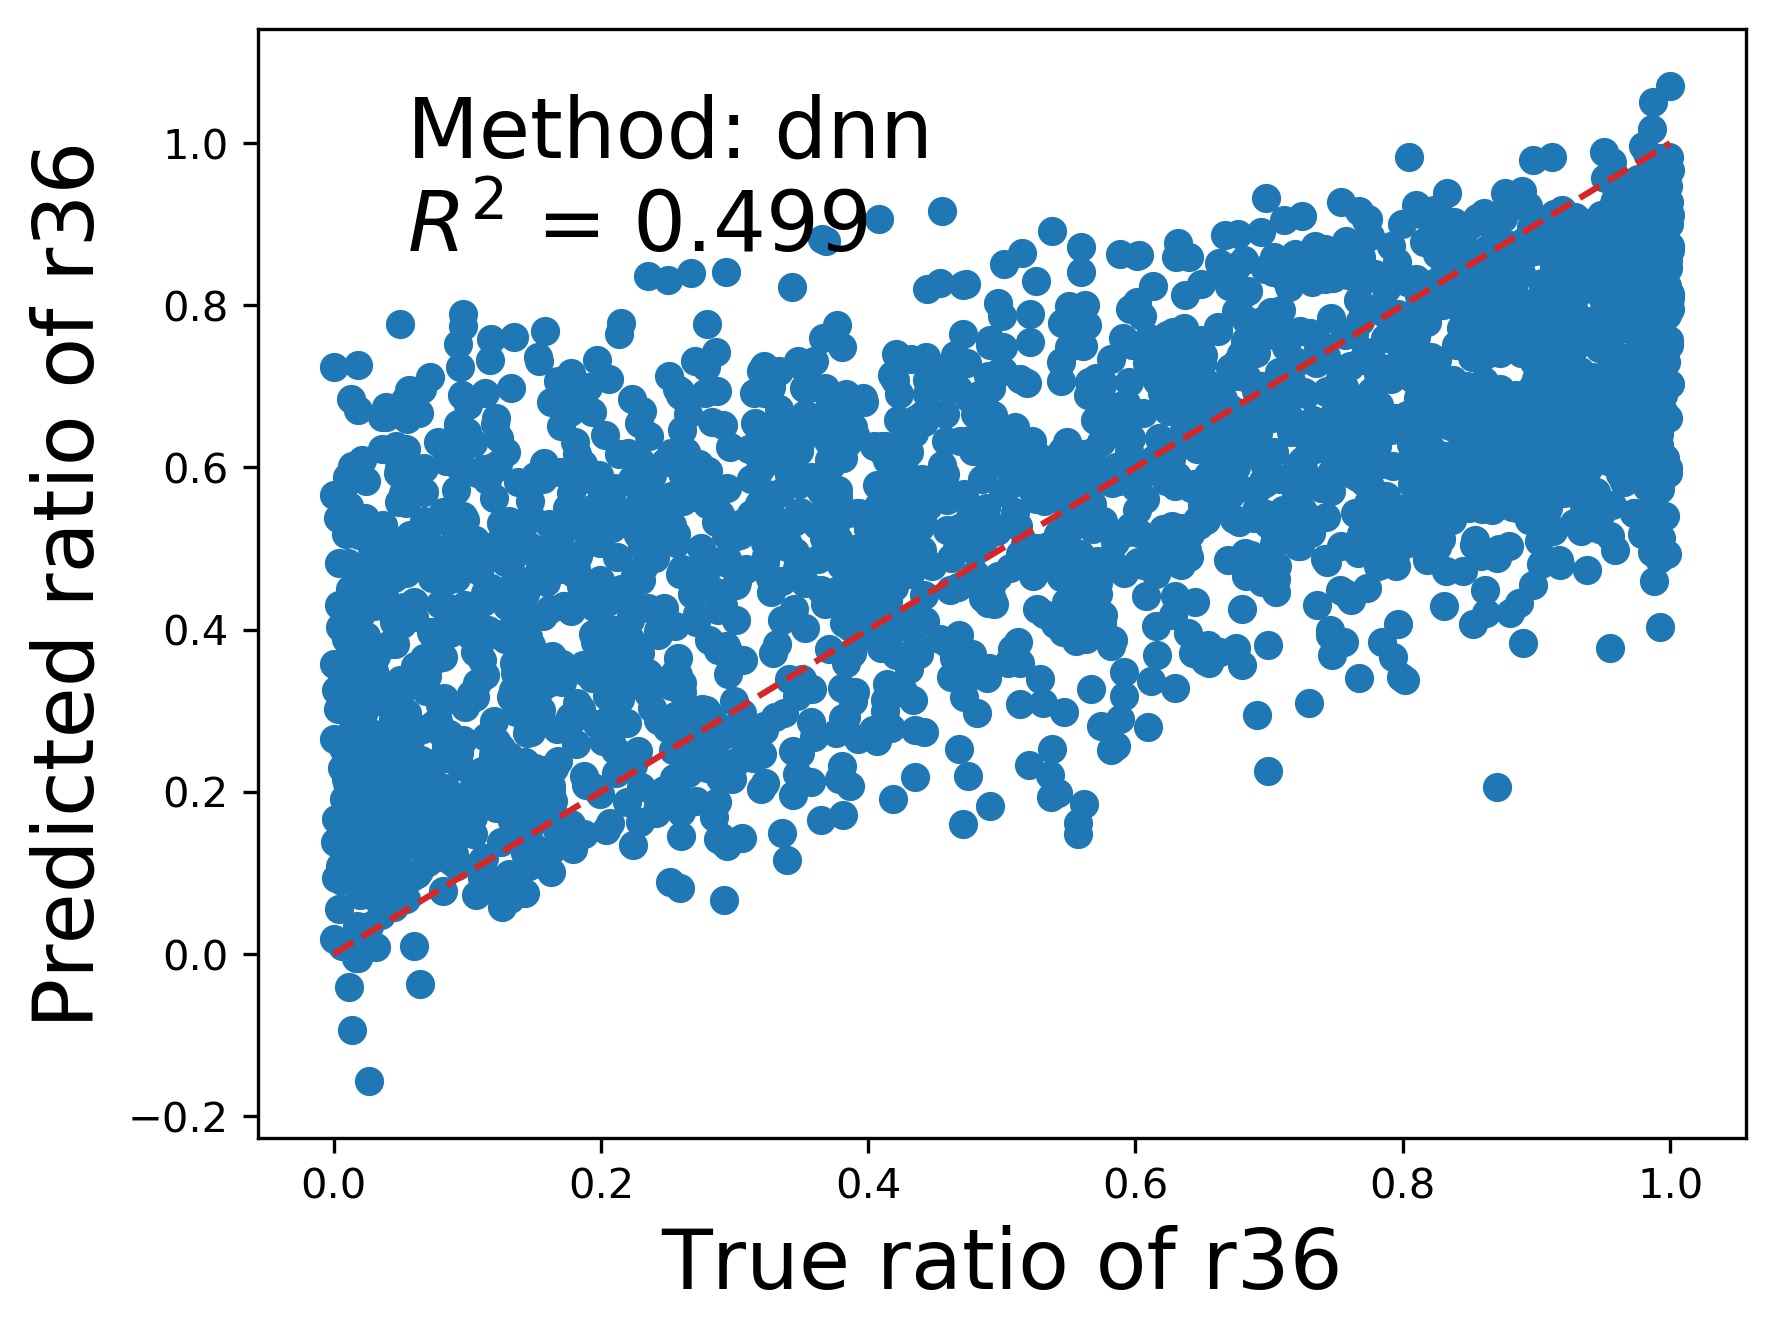 Method: dnn
R² = 0.499
Predicted ratio of r36
1.0
0.8
0.6
0.4
0.2
0.0
−0.2
0.0 0.2 0.4 0.6 0.8 1.0
True ratio of r36